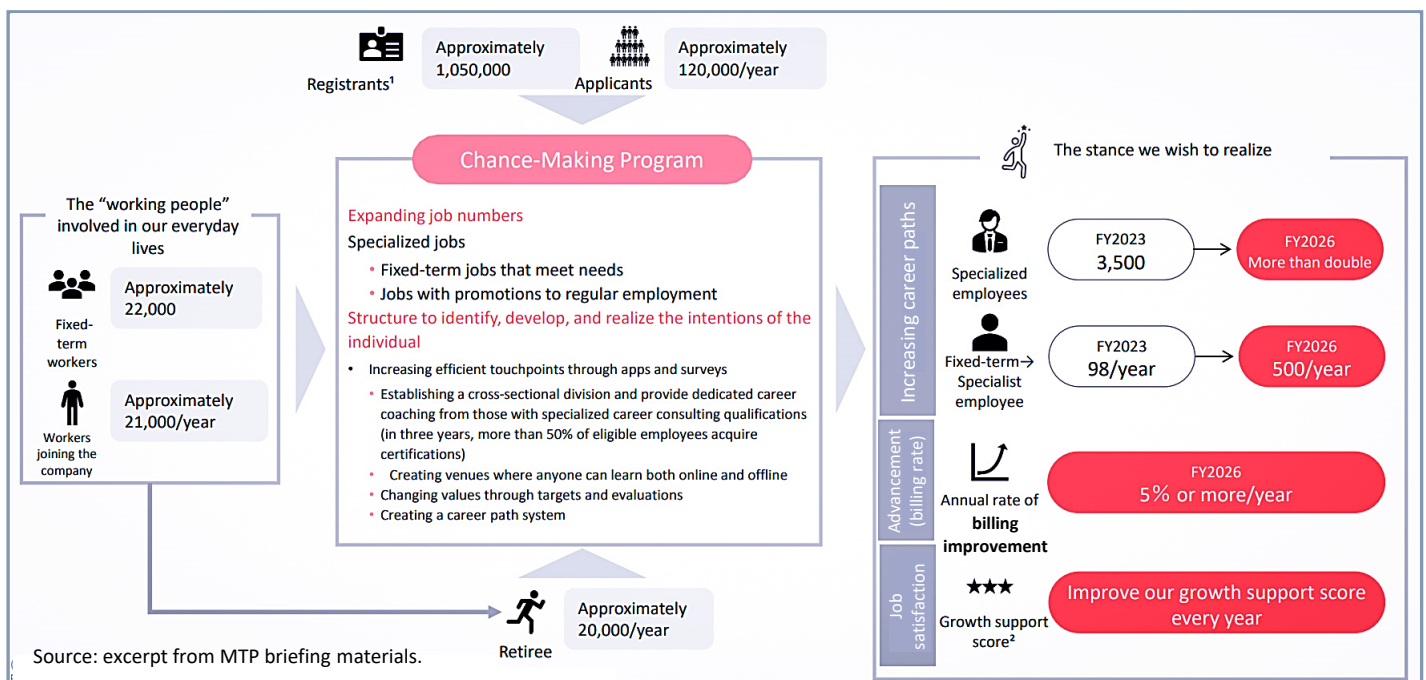 Registrants¹
Approximately
1,050,000
Applicants
Approximately
120,000/year
The “working people”
involved in our everyday
lives
Fixed-
term
workers
Approximately
22,000
Workers
joining the
company
Approximately
21,000/year
Chance-Making Program
Expanding job numbers
Specialized jobs
• Fixed-term jobs that meet needs
• Jobs with promotions to regular employment
Structure to identify, develop, and realize the intentions of the
individual
• Increasing efficient touchpoints through apps and surveys
• Establishing a cross-sectional division and provide dedicated career
coaching from those with specialized career consulting qualifications
(in three years, more than 50% of eligible employees acquire
certifications)
• Creating venues where anyone can learn both online and offline
• Changing values through targets and evaluations
• Creating a career path system
Retiree
Approximately
20,000/year
The stance we wish to realize
Increasing career paths
Specialized
employees
FY2023
3,500
FY2026
More than double
Fixed-term→
Specialist
employee
FY2023
98/year
FY2026
500/year
Advancement
(billing rate)
Annual rate of
billing
improvement
FY2026
5% or more/year
Job
satisfaction
Growth support
score²
Improve our growth support score
every year
Source: excerpt from MTP briefing materials.